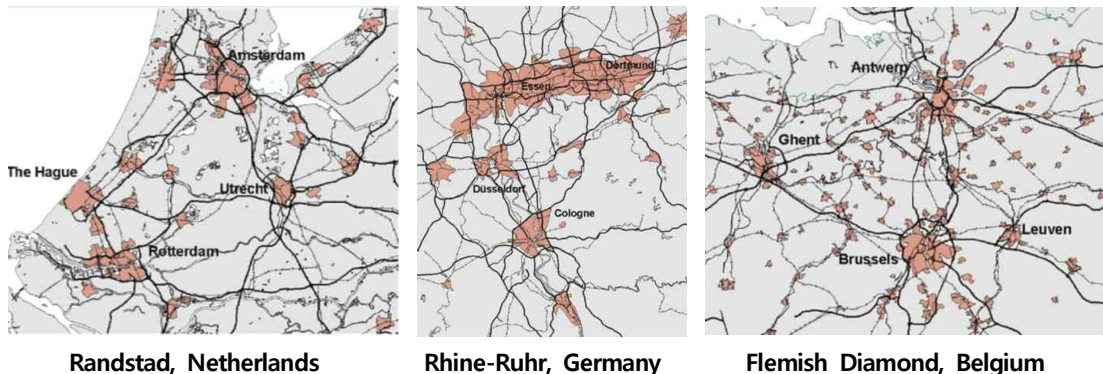 Amsterdam
The Hague
Utrecht
Rotterdam
Dortmund
Essen
Düsseldorf
Cologne
Antwerp
Ghent
Leuven
Brussels
Randstad, Netherlands
Rhine-Ruhr, Germany
Flemish Diamond, Belgium